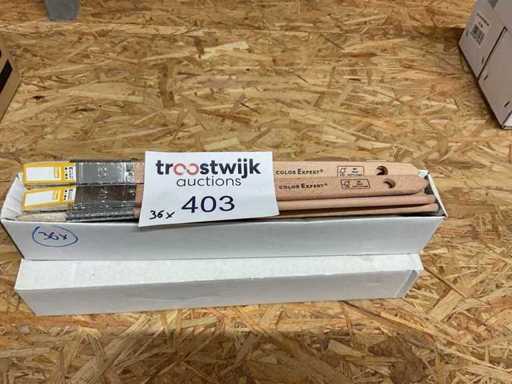 troostwijk
auctions
36x 403
COLOR EXPERT®
COLOR EXPERT®
36x